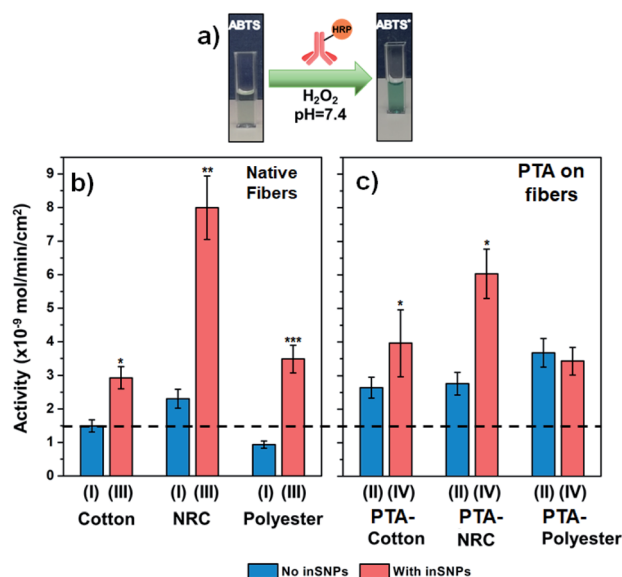 a)
ABTS
HRP
H₂O₂
pH=7.4
ABTS*
b)
Native
Fibers
c)
PTA on
fibers
Activity (x10⁻⁹ mol/min/cm²)
9
8
7
6
5
4
3
2
1
0
*
**
***
*
*
(I) (III) (I) (III) (I) (III)
Cotton NRC Polyester
(II) (IV) (II) (IV) (II) (IV)
PTA- PTA- PTA-
Cotton NRC Polyester
No inSNPs With inSNPs